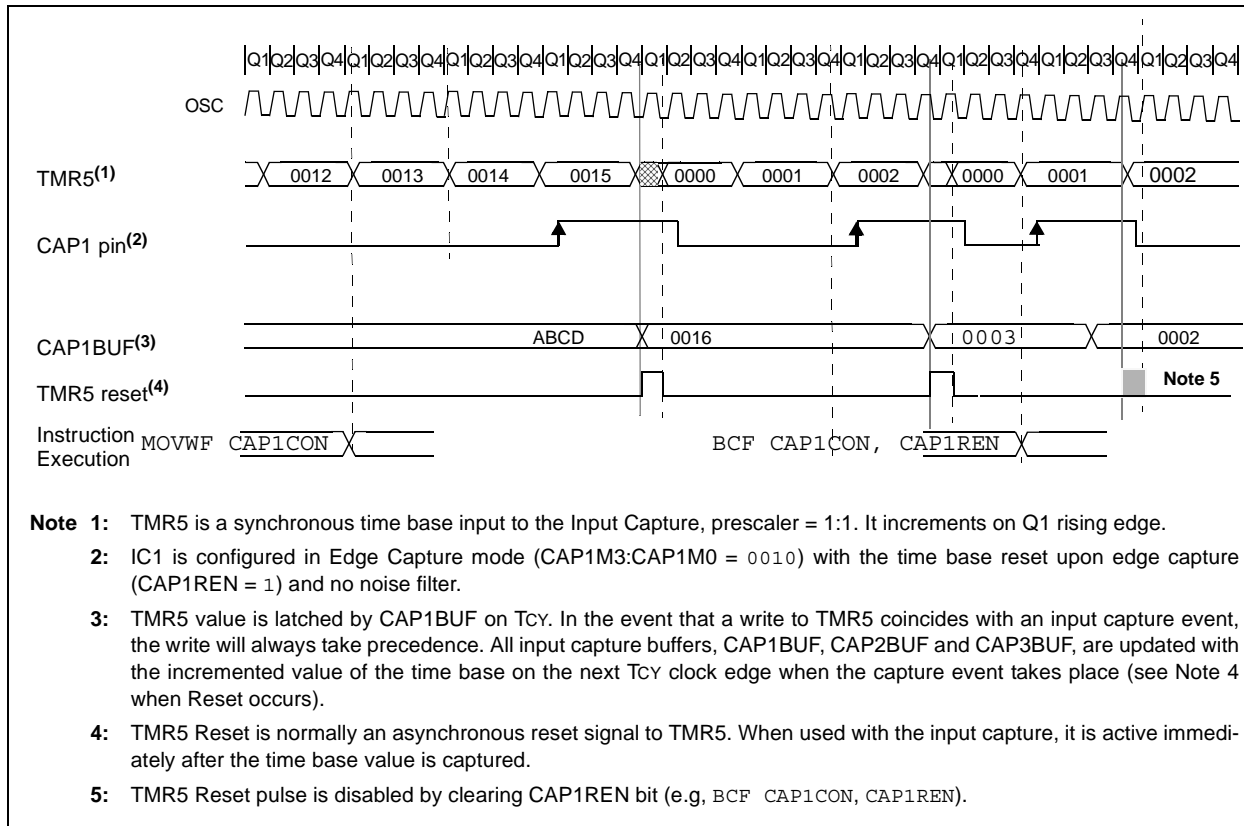 Q1 Q2 Q3 Q4 Q1 Q2 Q3 Q4 Q1 Q2 Q3 Q4 Q1 Q2 Q3 Q4 Q1 Q2 Q3 Q4 Q1 Q2 Q3 Q4 Q1 Q2 Q3 Q4 Q1 Q2 Q3 Q4 Q1 Q2 Q3 Q4 Q1 Q2 Q3 Q4
OSC
TMR5(1) 0012 0013 0014 0015 0000 0001 0002 0000 0001 0002
CAP1 pin(2)
CAP1BUF(3) ABCD 0016 0003 0002
TMR5 reset(4) Note 5
Instruction Execution MOVWF CAP1CON BCF CAP1CON, CAP1REN
Note 1: TMR5 is a synchronous time base input to the Input Capture, prescaler = 1:1. It increments on Q1 rising edge.
2: IC1 is configured in Edge Capture mode (CAP1M3:CAP1M0 = 0010) with the time base reset upon edge capture
(CAP1REN = 1) and no noise filter.
3: TMR5 value is latched by CAP1BUF on TCY. In the event that a write to TMR5 coincides with an input capture event,
the write will always take precedence. All input capture buffers, CAP1BUF, CAP2BUF and CAP3BUF, are updated with
the incremented value of the time base on the next TCY clock edge when the capture event takes place (see Note 4
when Reset occurs).
4: TMR5 Reset is normally an asynchronous reset signal to TMR5. When used with the input capture, it is active immedi-
ately after the time base value is captured.
5: TMR5 Reset pulse is disabled by clearing CAP1REN bit (e.g, BCF CAP1CON, CAP1REN).